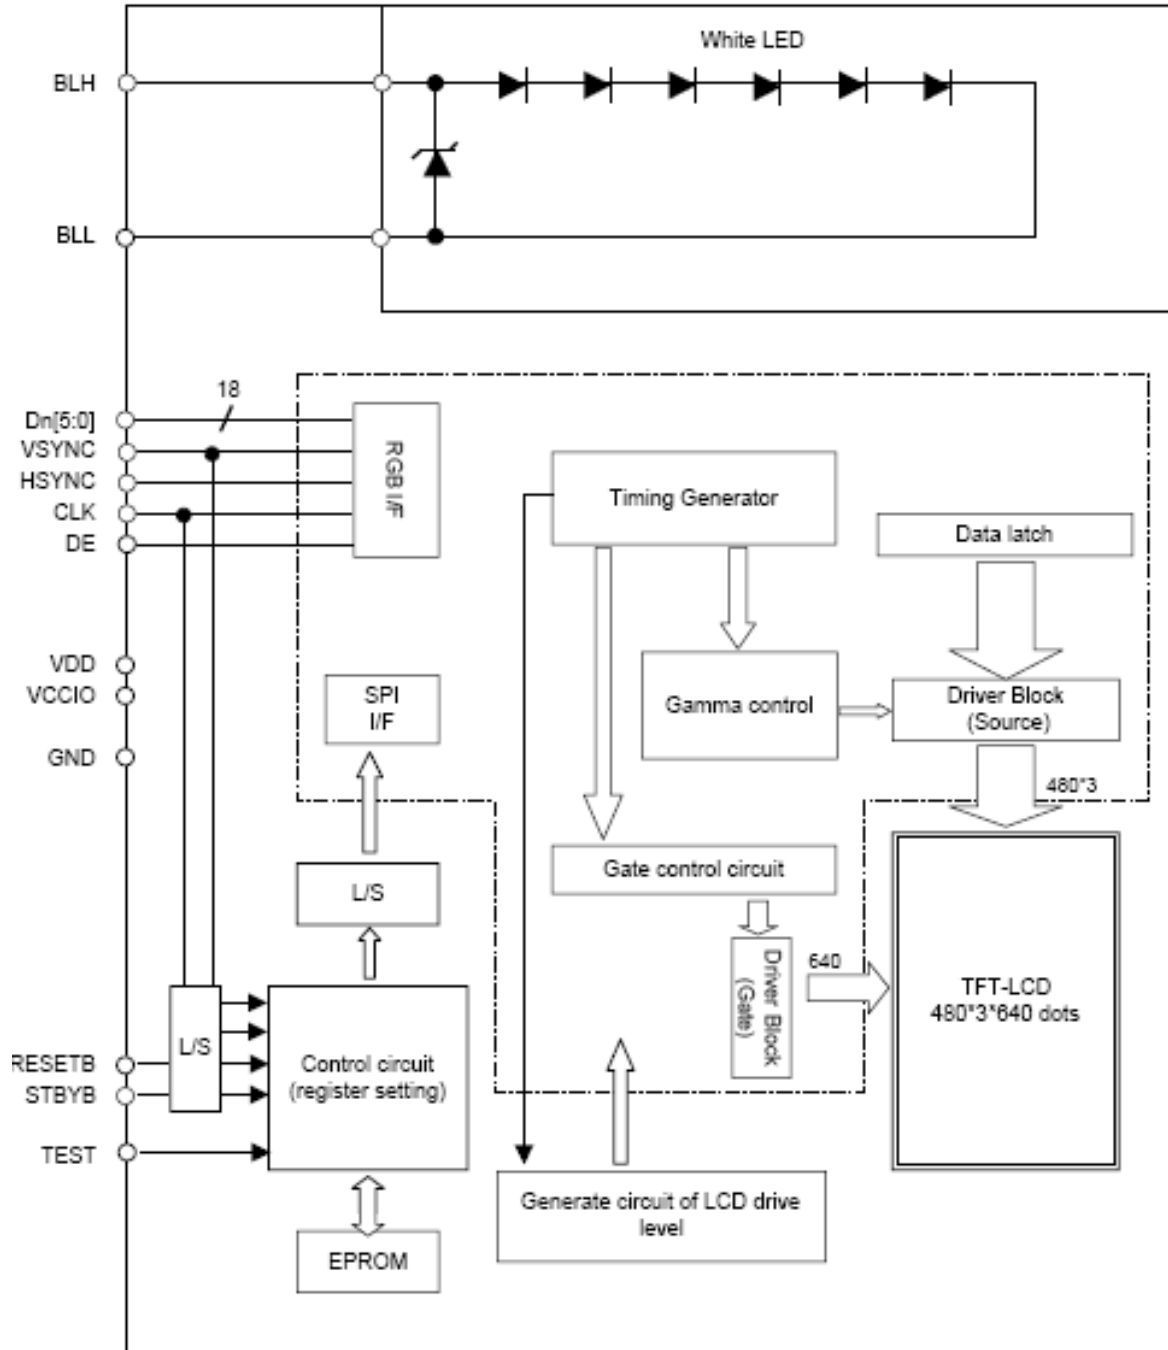 White LED
BLH
BLL
18
Dn[5:0]
VSYNC
HSYNC
CLK
DE
RGB I/F
Timing Generator
Data latch
VDD
VCCIO
GND
SPI
I/F
Gamma control
Driver Block
(Source)
480*3
L/S
Gate control circuit
Driver Block
(Gate)
640
TFT-LCD
480*3*640 dots
L/S
RESETB
STBYB
TEST
Control circuit
(register setting)
Generate circuit of LCD drive
level
EPROM